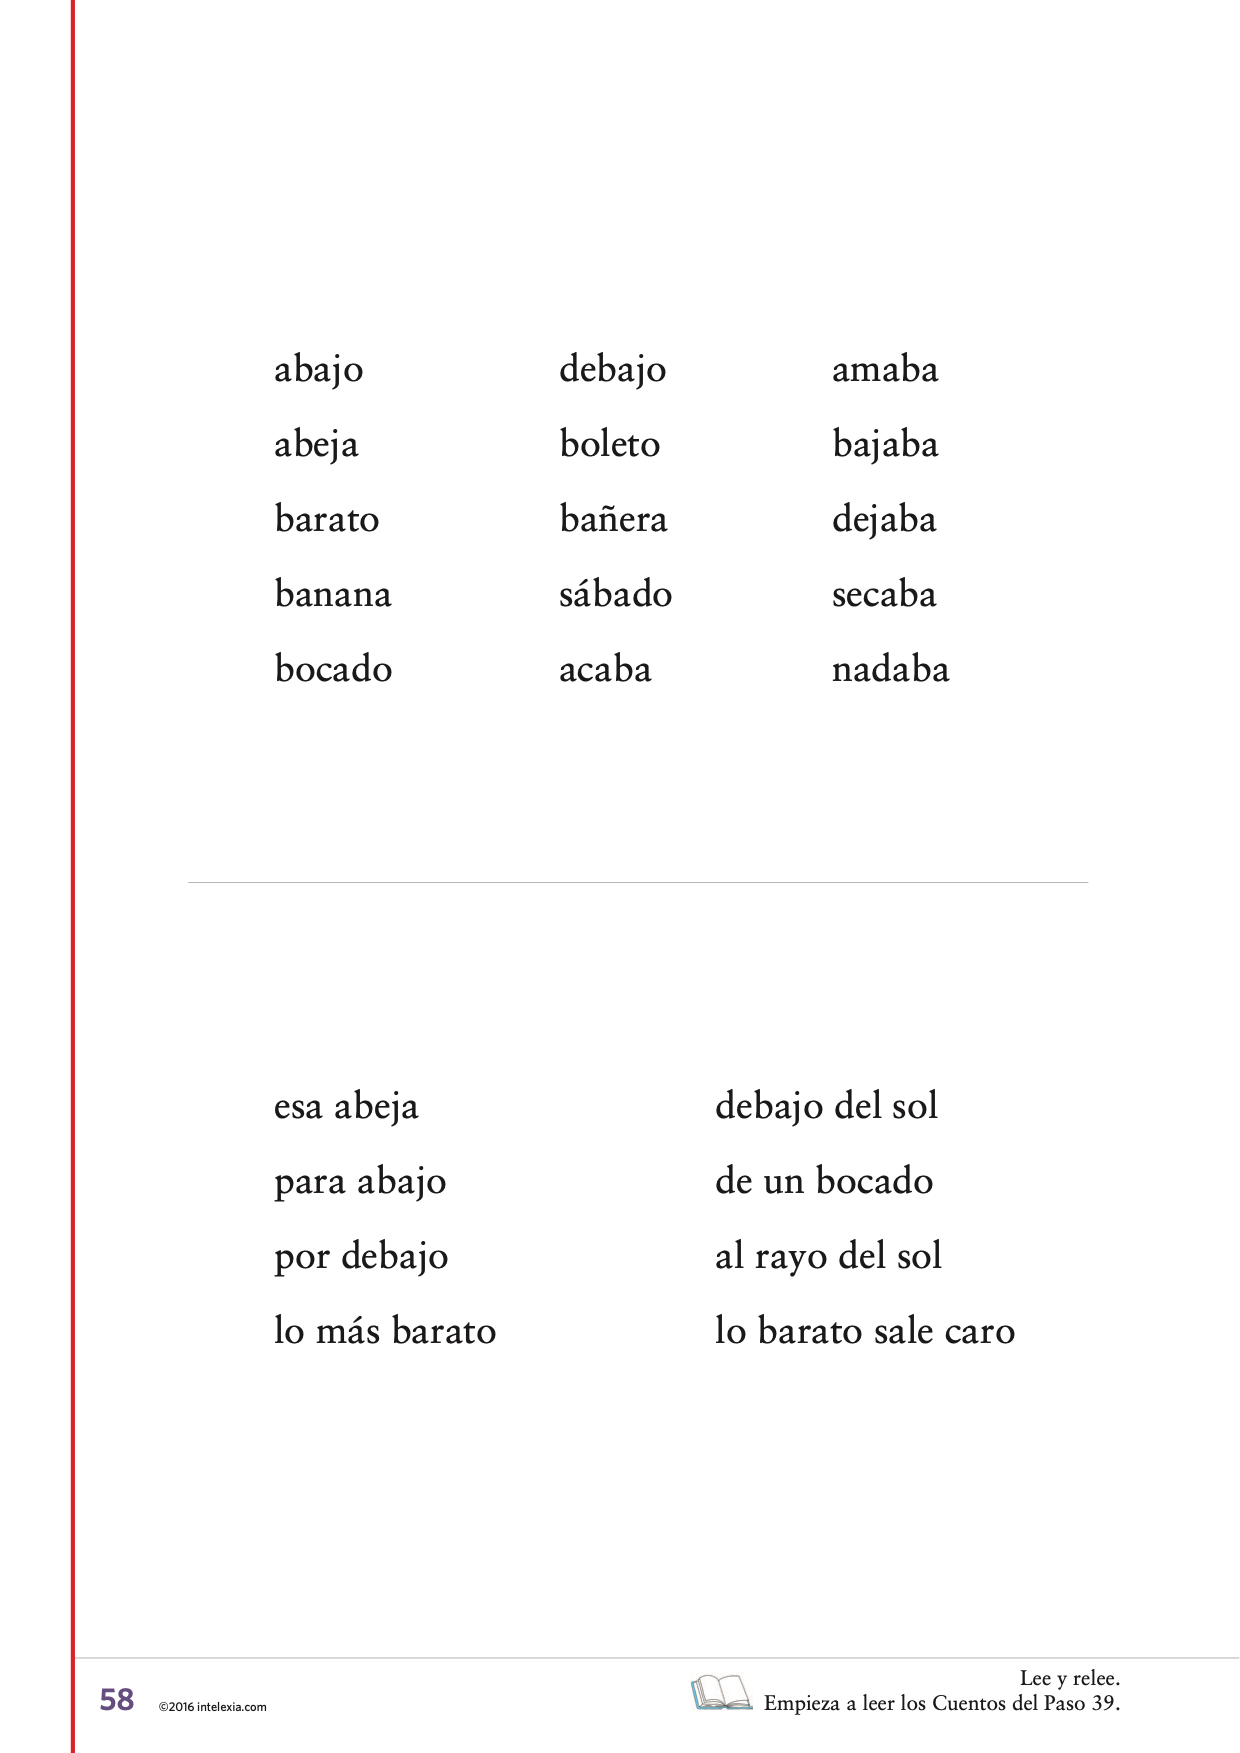 abajo debajo amaba
abeja boleto bajaba
barato bañera dejaba
banana sábado secaba
bocado acaba nadaba
esa abeja debajo del sol
para abajo de un bocado
por debajo al rayo del sol
lo más barato lo barato sale caro
Lee y relee.
58 ©2016 intelexia.com Empieza a leer los Cuentos del Paso 39.